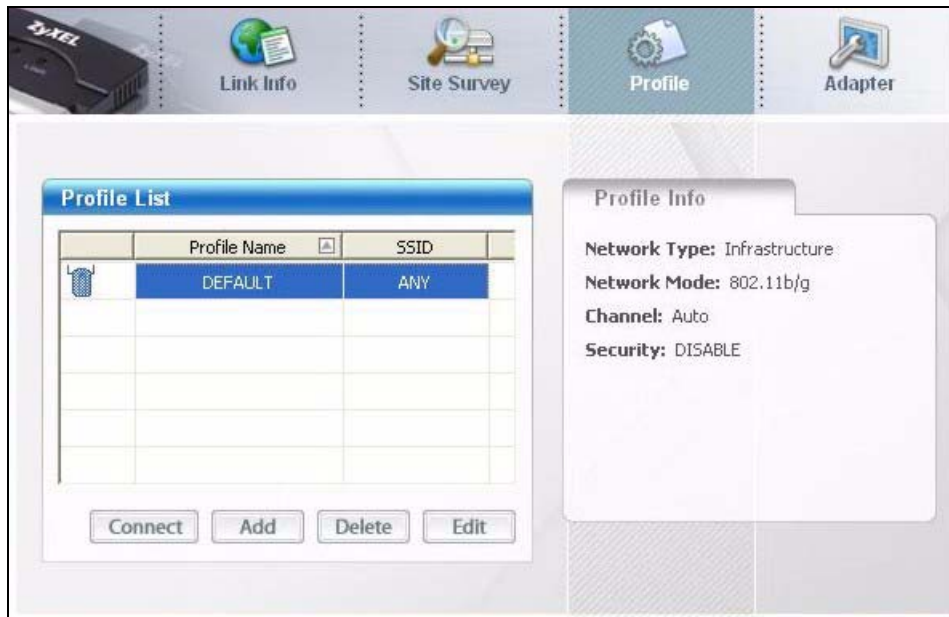 ZyXEL
Link Info
Site Survey
Profile
Adapter
Profile List
Profile Name SSID
DEFAULT ANY
Connect Add Delete Edit
Profile Info
Network Type: Infrastructure
Network Mode: 802.11b/g
Channel: Auto
Security: DISABLE